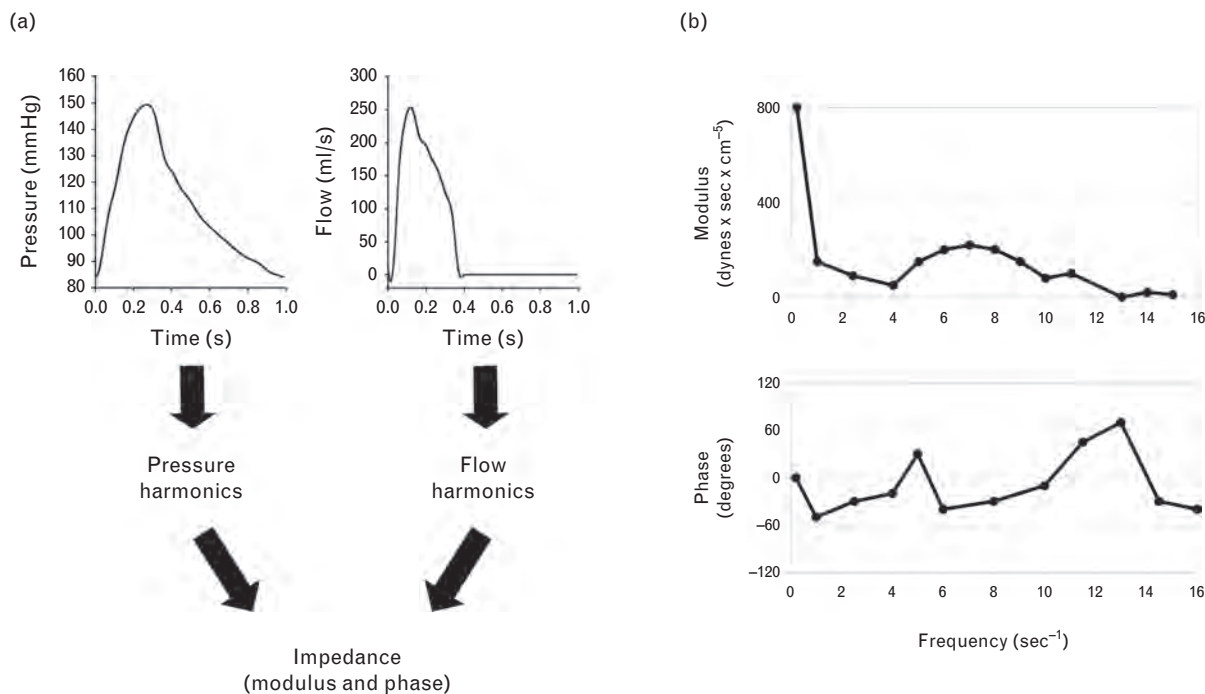 (a)
160
150
140
130
120
110
100
90
80
Pressure (mmHg)
0.0 0.2 0.4 0.6 0.8 1.0
Time (s)
300
250
200
150
100
250
0
Flow (ml/s)
0.0 0.2 0.4 0.6 0.8 1.0
Time (s)
Pressure
harmonics
Flow
harmonics
Impedance
(modulus and phase)
(b)
800
400
0
Modulus
(dynes x sec x cm⁻⁵)
0 2 4 6 8 10 12 14 16
120
60
0
−60
−120
Phase
(degrees)
0 2 4 6 8 10 12 14 16
Frequency (sec⁻¹)